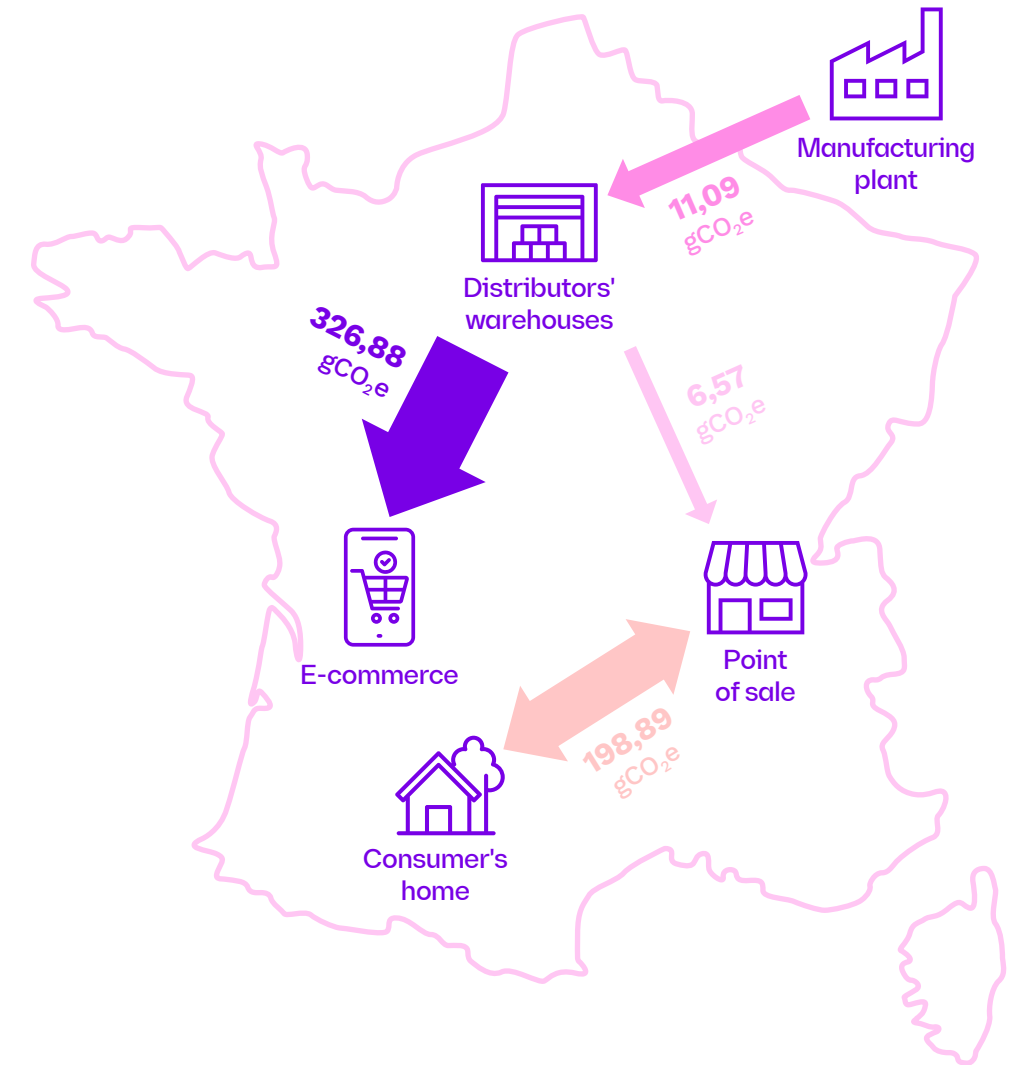 Manufacturing
plant
11,09
gCO₂e
Distributors'
warehouses
326,88
gCO₂e
6,57
gCO₂e
E-commerce
Point
of sale
198,89
gCO₂e
Consumer's
home